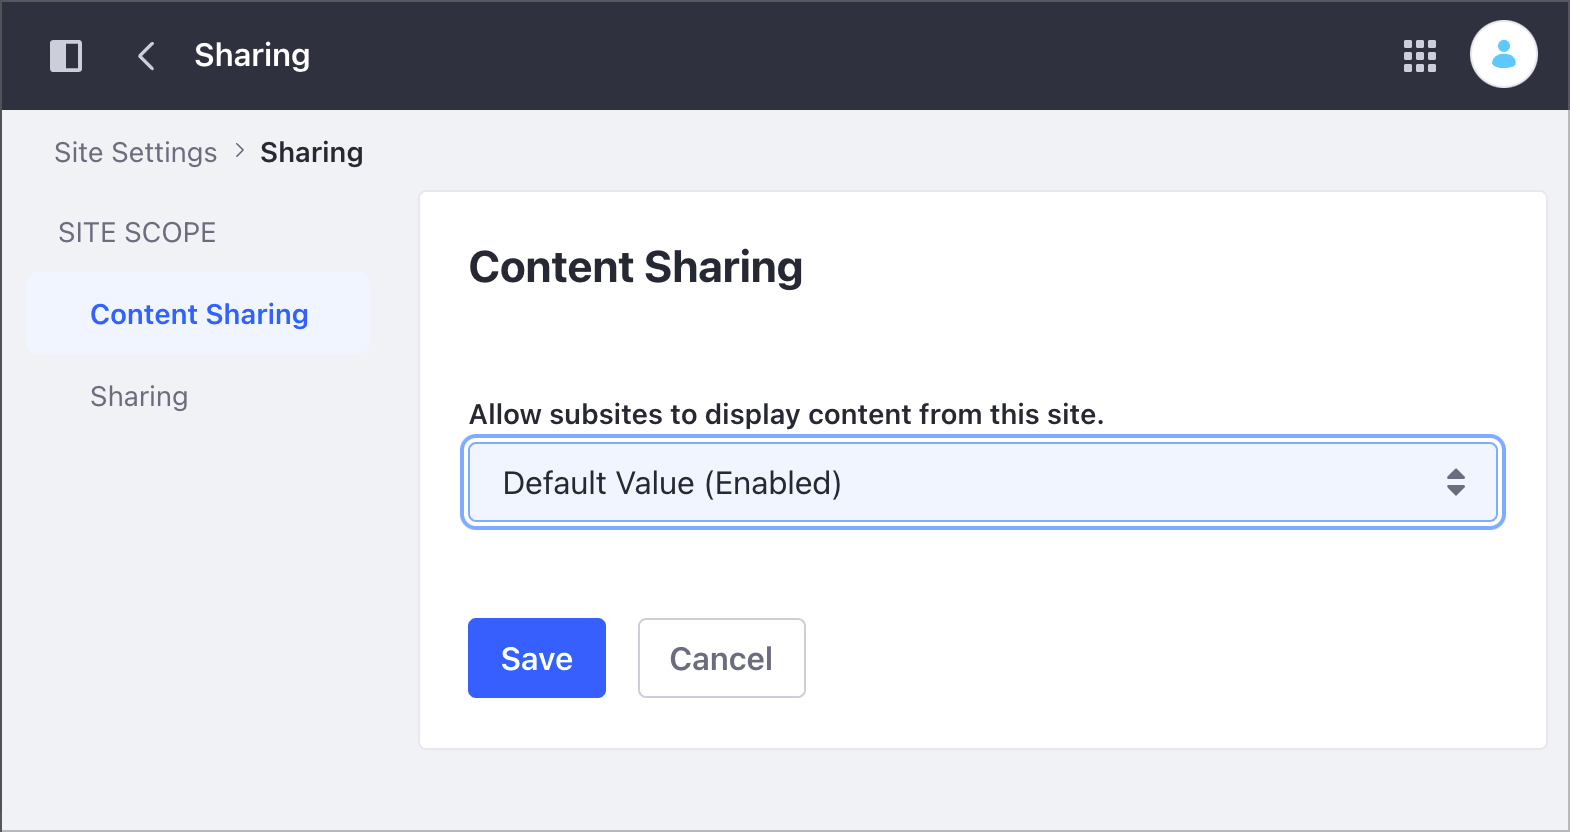 Sharing
Site Settings > Sharing
SITE SCOPE
Content Sharing
Sharing
Content Sharing
Allow subsites to display content from this site.
Default Value (Enabled)
Save
Cancel